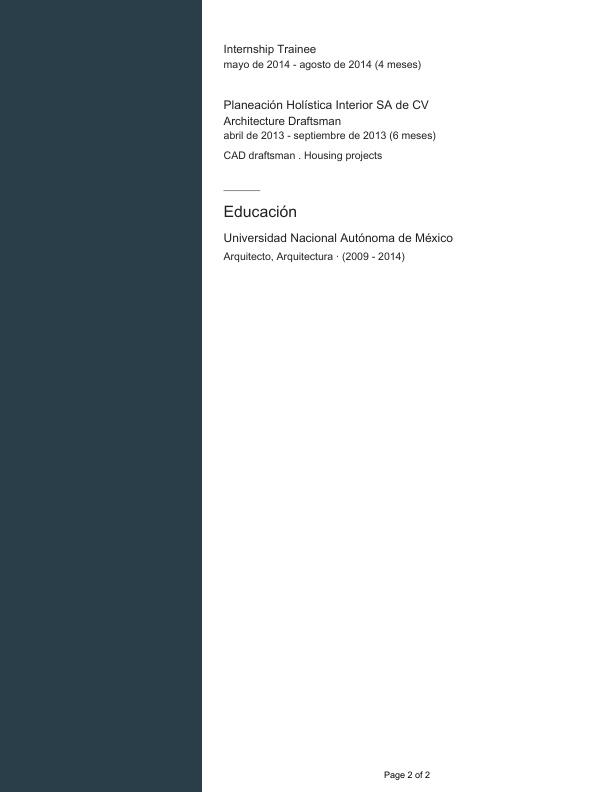 Internship Trainee
mayo de 2014 - agosto de 2014 (4 meses)
Planeación Holística Interior SA de CV
Architecture Draftsman
abril de 2013 - septiembre de 2013 (6 meses)
CAD draftsman . Housing projects
Educación
Universidad Nacional Autónoma de México
Arquitecto, Arquitectura · (2009 - 2014)
Page 2 of 2